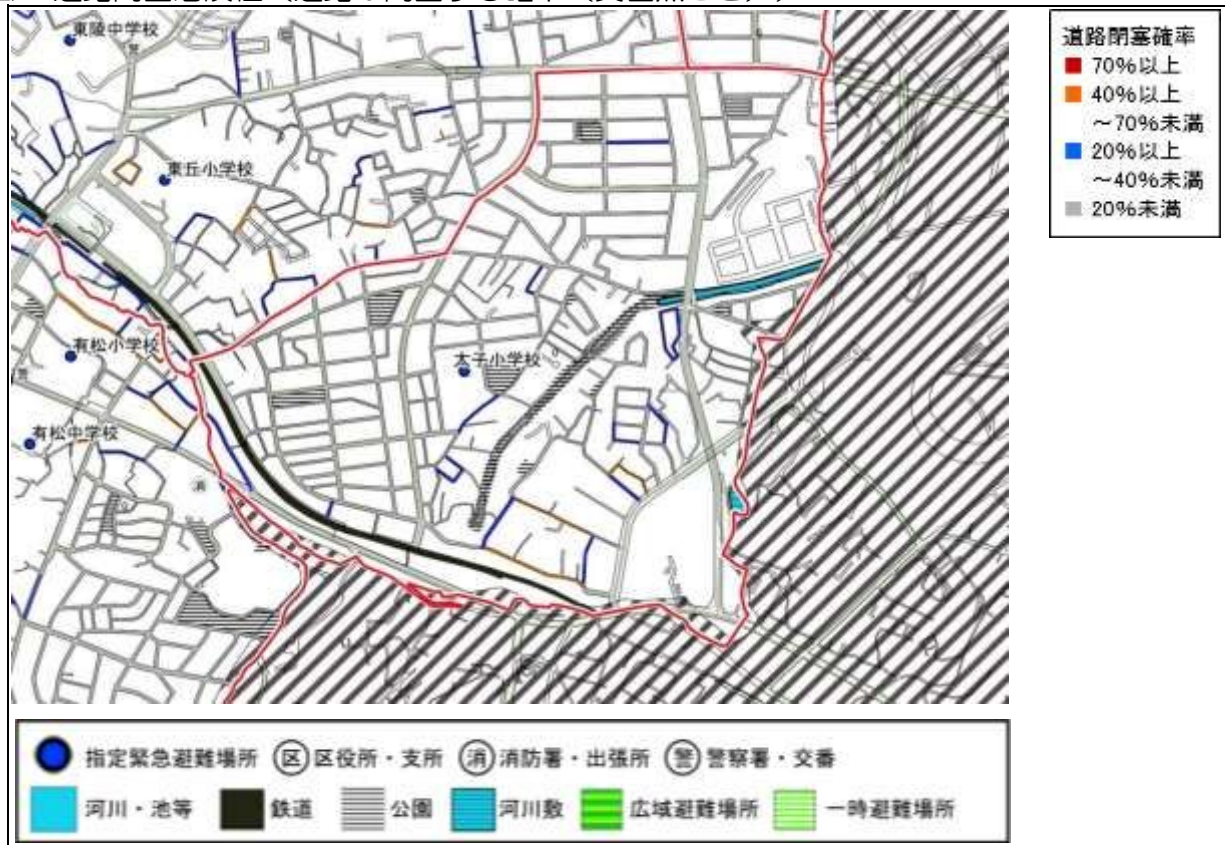 東陵中学校
東丘小学校
有松小学校
太子小学校
有松中学校
消
道路閉塞確率
70%以上
40%以上
~70%未満
20%以上
~40%未満
20%未満
指定緊急避難場所 区 区役所・支所 消 消防署・出張所 警 警察署・交番
河川・池等 鉄道 公園 河川敷 広域避難場所 一時避難場所